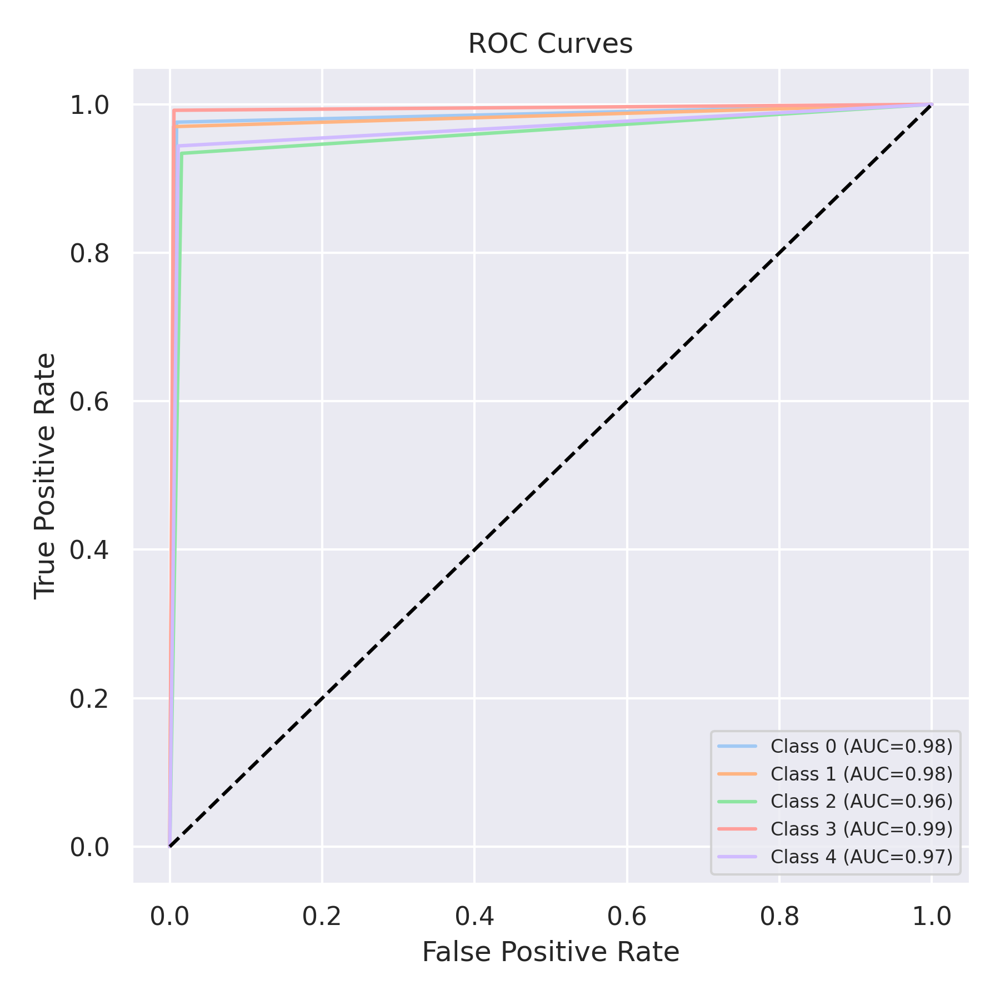 ROC Curves
True Positive Rate
1.0
0.8
0.6
0.4
0.2
0.0
Class 0 (AUC=0.98)
Class 1 (AUC=0.98)
Class 2 (AUC=0.96)
Class 3 (AUC=0.99)
Class 4 (AUC=0.97)
0.0 0.2 0.4 0.6 0.8 1.0
False Positive Rate